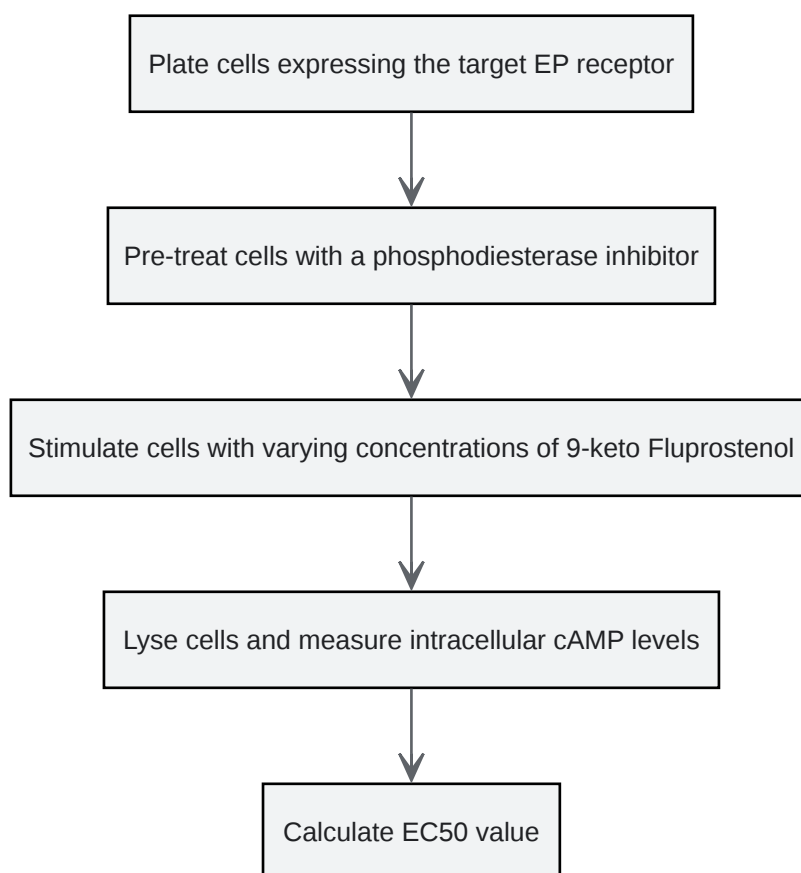 Plate cells expressing the target EP receptor
Pre-treat cells with a phosphodiesterase inhibitor
Stimulate cells with varying concentrations of 9-keto Fluprostenol
Lyse cells and measure intracellular cAMP levels
Calculate EC50 value